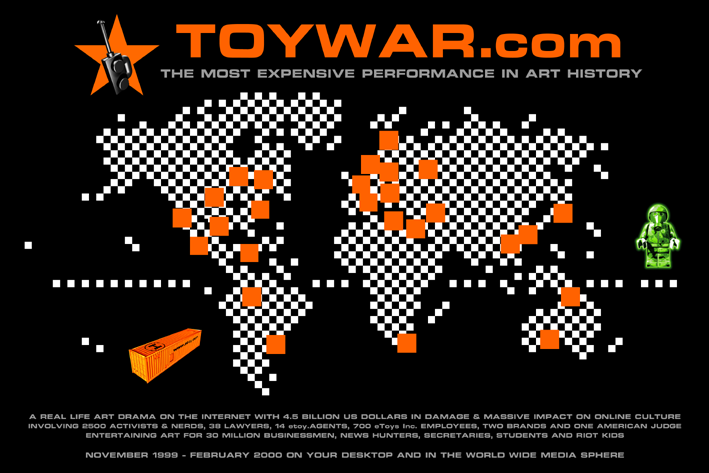 TOYWAR.com
THE MOST EXPENSIVE PERFORMANCE IN ART HISTORY
A REAL LIFE ART DRAMA ON THE INTERNET WITH 4.5 BILLION US DOLLARS IN DAMAGE & MASSIVE IMPACT ON ONLINE CULTURE
INVOLVING 2500 ACTIVISTS & NERDS, 38 LAWYERS, 14 etoy.AGENTS, 700 eToys Inc. EMPLOYEES, TWO BRANDS AND ONE AMERICAN JUDGE
ENTERTAINING ART FOR 30 MILLION BUSINESSMEN, NEWS HUNTERS, SECRETARIES, STUDENTS AND RIOT KIDS
NOVEMBER 1999 - FEBRUARY 2000 ON YOUR DESKTOP AND IN THE WORLD WIDE MEDIA SPHERE